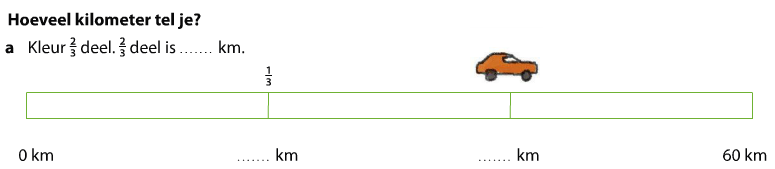 Hoeveel kilometer tel je?
a Kleur 2/3 deel. 2/3 deel is ....... km.
1/3
0 km ....... km ....... km 60 km